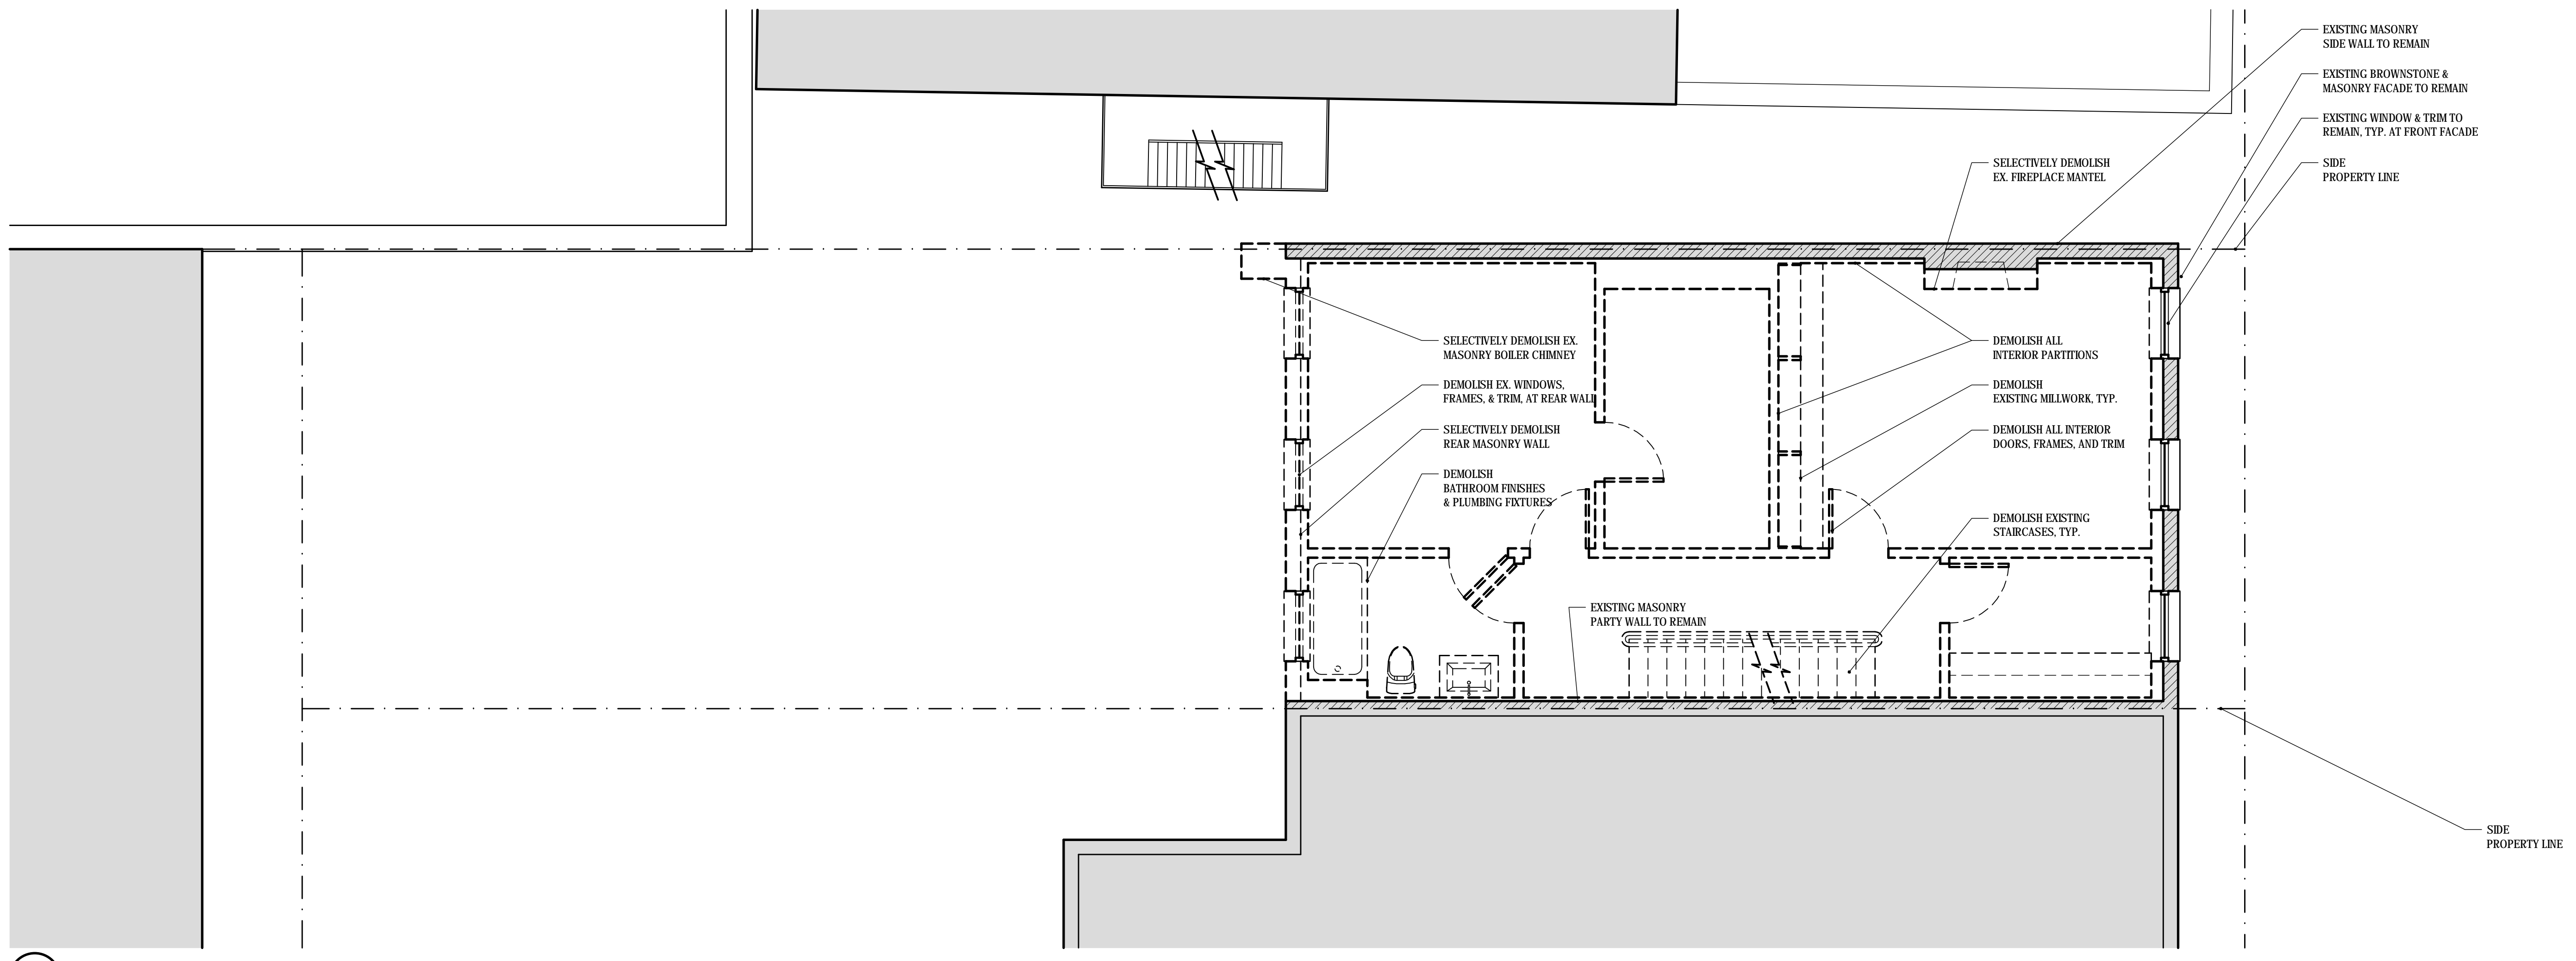 EXISTING MASONRY
SIDE WALL TO REMAIN
EXISTING BROWNSTONE &
MASONRY FACADE TO REMAIN
EXISTING WINDOW & TRIM TO
REMAIN, TYP. AT FRONT FACADE
SIDE
PROPERTY LINE
SELECTIVELY DEMOLISH
EX. FIREPLACE MANTEL
SELECTIVELY DEMOLISH EX.
MASONRY BOILER CHIMNEY
DEMOLISH EX. WINDOWS,
FRAMES, & TRIM, AT REAR WALL
SELECTIVELY DEMOLISH
REAR MASONRY WALL
DEMOLISH
BATHROOM FINISHES
& PLUMBING FIXTURES
DEMOLISH ALL
INTERIOR PARTITIONS
DEMOLISH
EXISTING MILLWORK, TYP.
DEMOLISH ALL INTERIOR
DOORS, FRAMES, AND TRIM
DEMOLISH EXISTING
STAIRCASES, TYP.
EXISTING MASONRY
PARTY WALL TO REMAIN
SIDE
PROPERTY LINE